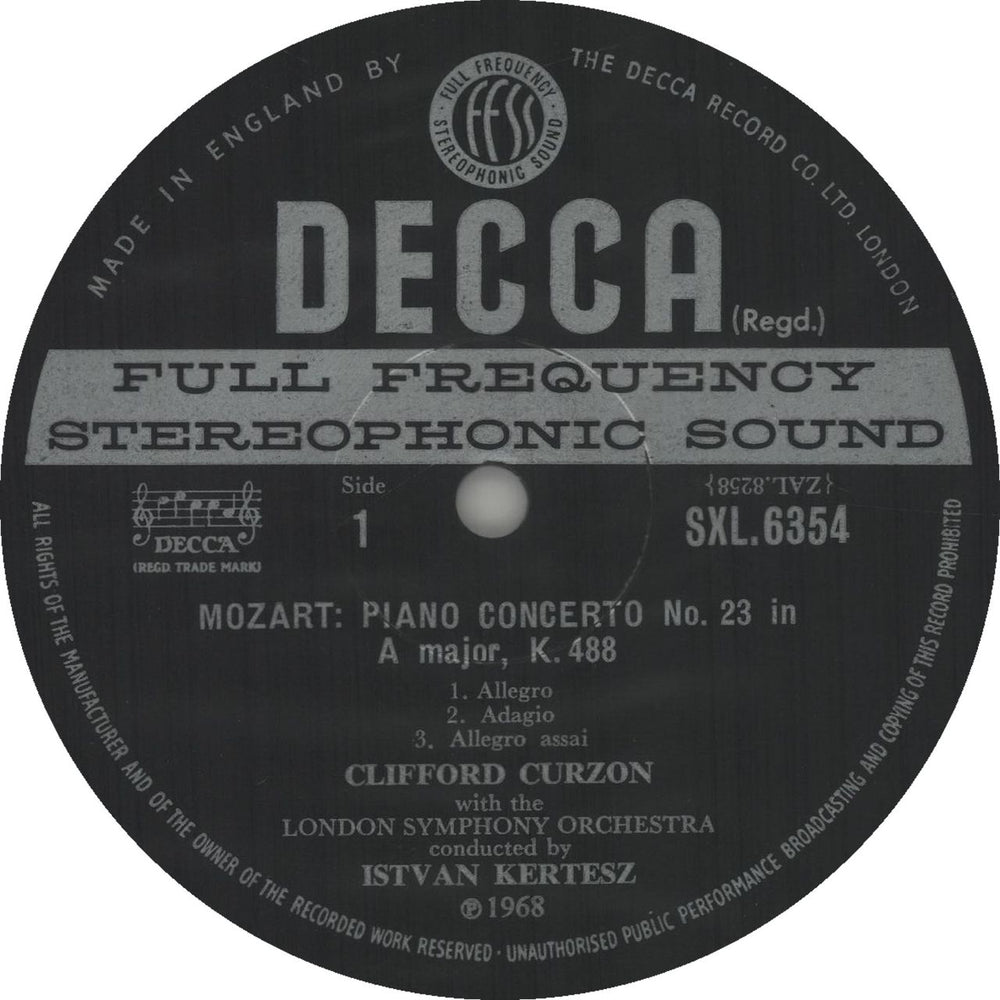 MADE IN ENGLAND BY
THE DECCA RECORD CO. LTD. LONDON
FULL FREQUENCY
ffss
STEREOPHONIC SOUND
DECCA
(Regd.)
FULL FREQUENCY
STEREOPHONIC SOUND
DECCA
(REGD. TRADE MARK)
Side
1
{ZAL.8258}
SXL.6354
MOZART: PIANO CONCERTO No. 23 in
A major, K. 488
1. Allegro
2. Adagio
3. Allegro assai
CLIFFORD CURZON
with the
LONDON SYMPHONY ORCHESTRA
conducted by
ISTVAN KERTESZ
℗ 1968
ALL RIGHTS OF THE MANUFACTURER AND OF THE OWNER OF THE RECORDED WORK RESERVED · UNAUTHORISED PUBLIC PERFORMANCE BROADCASTING AND COPYING OF THIS RECORD PROHIBITED